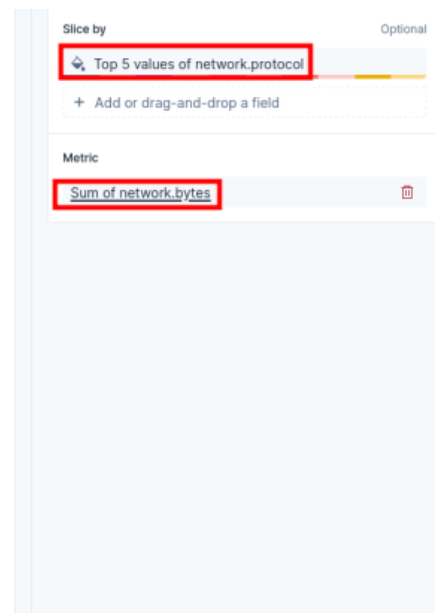 Slice by Optional
Top 5 values of network.protocol
+ Add or drag-and-drop a field
Metric
Sum of network.bytes